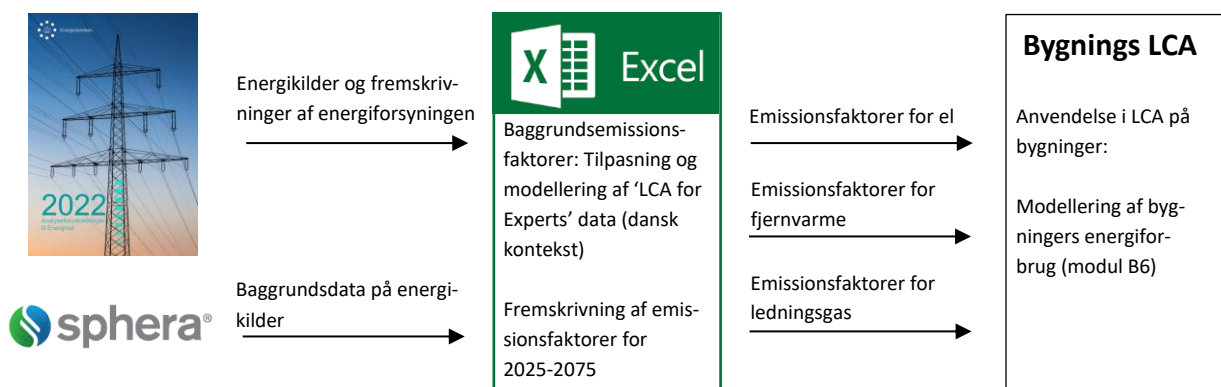 Energistyrelsen
2022
Analyseforudsætninger
til Energinet
sphera®
Energikilder og fremskriv-
ninger af energiforsyningen
Baggrundsdata på energi-
kilder
X Excel
Baggrundsemissions-
faktorer: Tilpasning og
modellering af ‘LCA for
Experts’ data (dansk
kontekst)
Fremskrivning af emis-
sionsfaktorer for
2025-2075
Emissionsfaktorer for el
Emissionsfaktorer for
fjernvarme
Emissionsfaktorer for
ledningsgas
Bygnings LCA
Anvendelse i LCA på
bygninger:
Modellering af byg-
ningers energifor-
brug (modul B6)